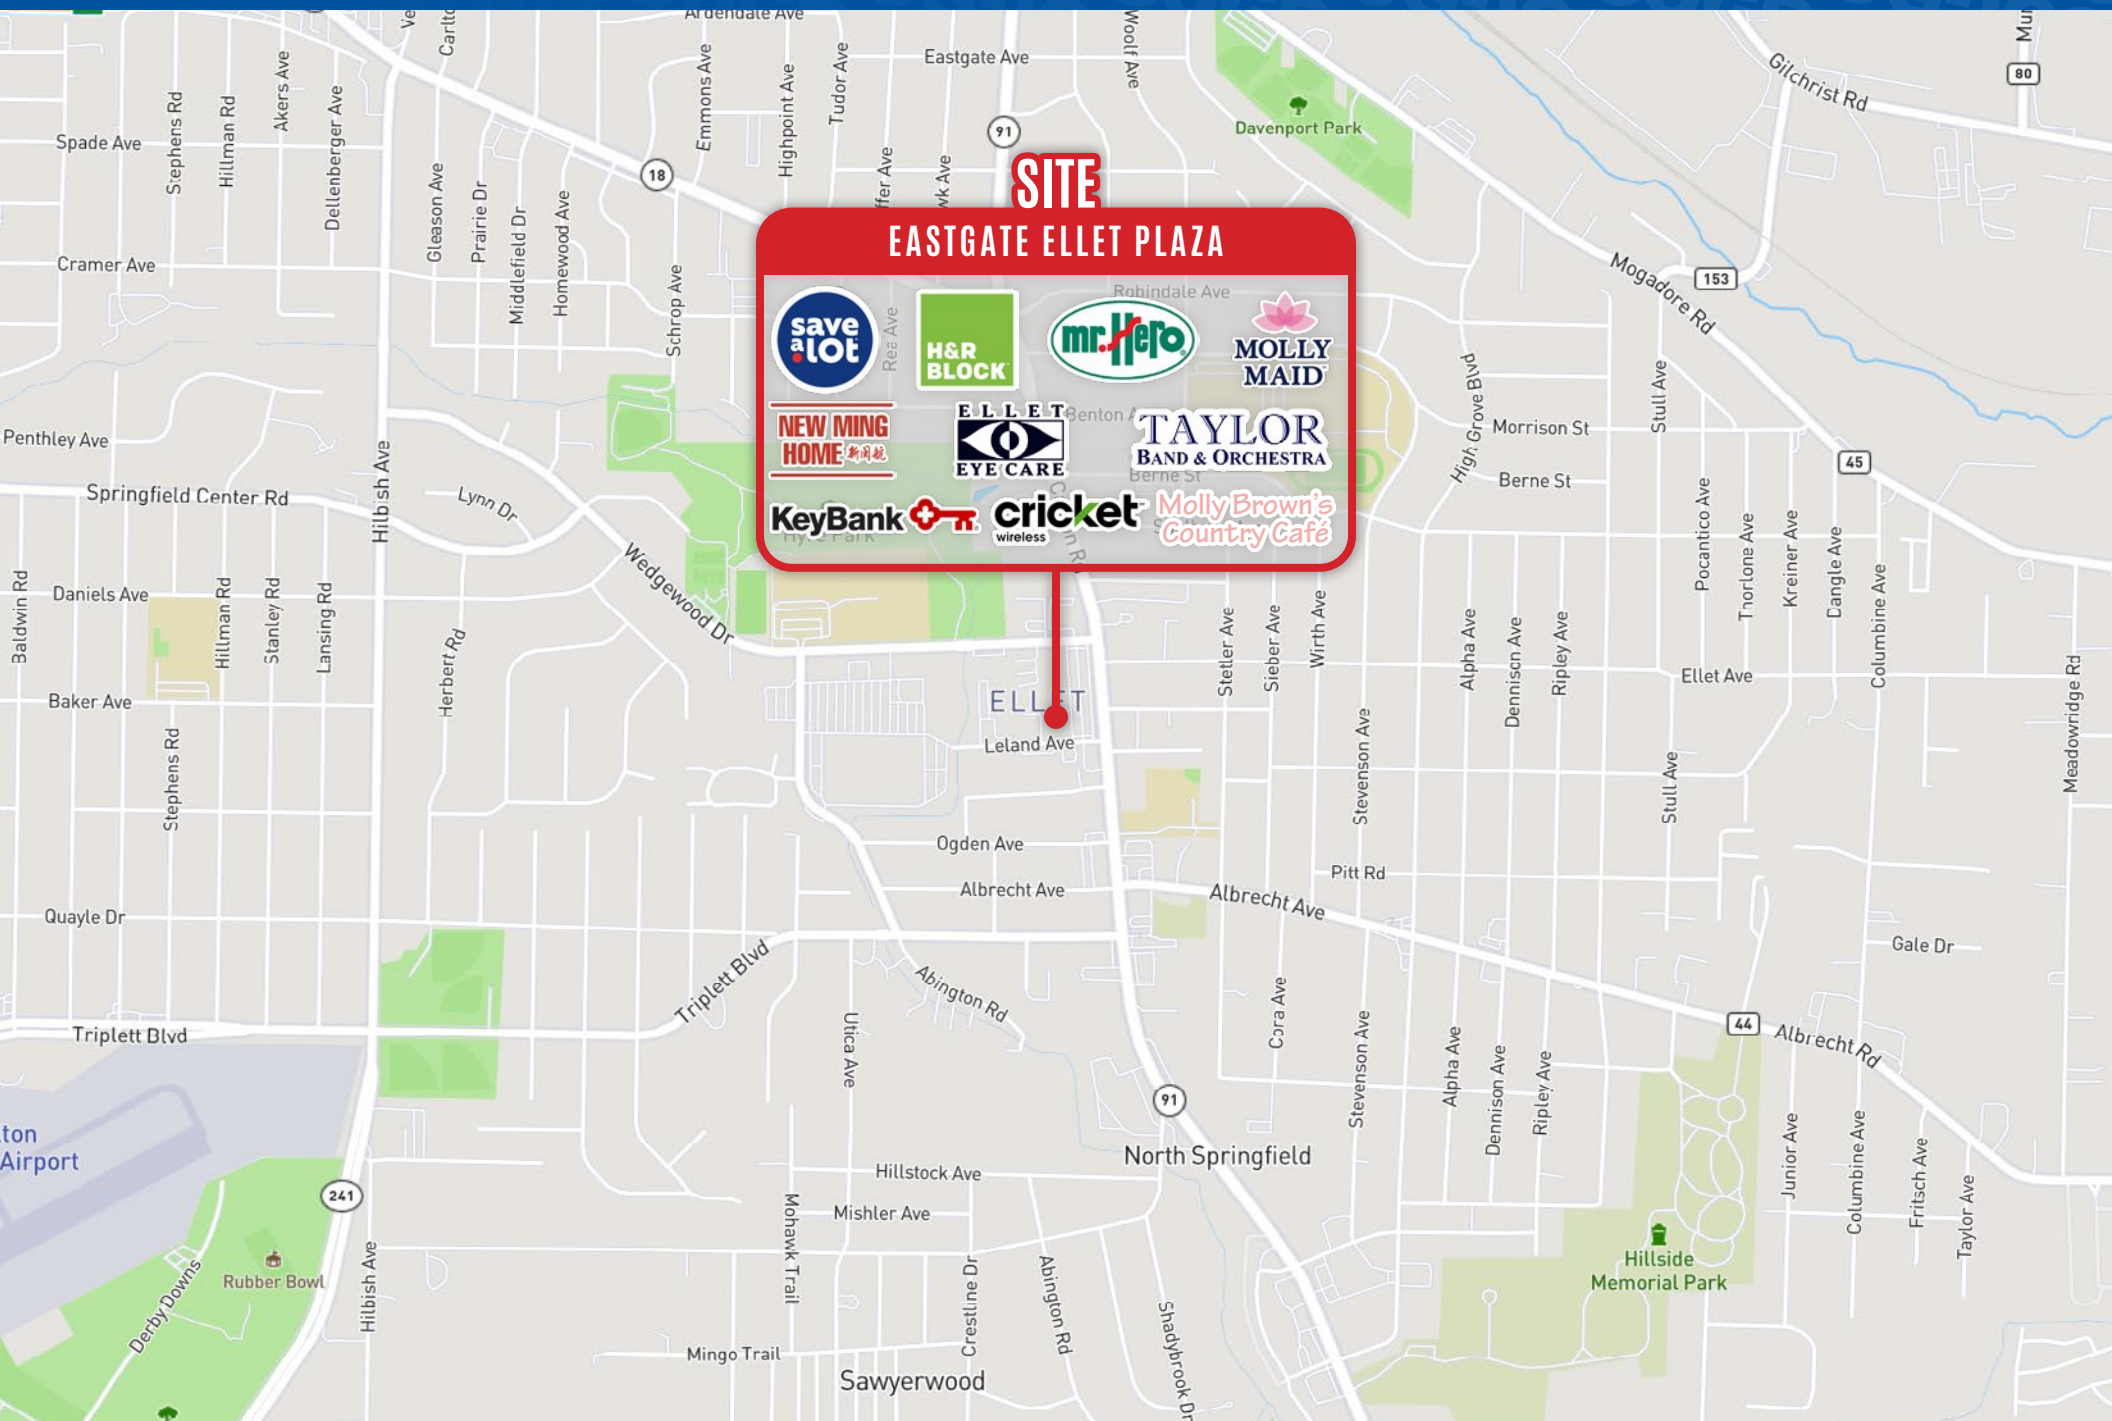 Ardendale Ave
Eastgate Ave
Woolf Ave
Gilchrist Rd
80
Akers Ave
Stephens Rd
Hillman Rd
Dellenberger Ave
Emmons Ave
Highpoint Ave
Tudor Ave
91
Davenport Park
Spade Ave
18
SITE
EASTGATE ELLET PLAZA
Gleason Ave
Prairie Dr
Middlefield Dr
Homewood Ave
Schrop Ave
Cramer Ave
Mogadore Rd
153
Robindale Ave
save a lot
H&R BLOCK
mr. Hero
MOLLY MAID
NEW MING HOME
ELLET EYE CARE
TAYLOR BAND & ORCHESTRA
Berne St
KeyBank
cricket wireless
Molly Brown's Country Café
Hyde Park
High Grove Blvd
Stull Ave
Morrison St
Berne St
45
Penthley Ave
Springfield Center Rd
Hilbish Ave
Lynn Dr
Wedgewood Dr
Pocantico Ave
Thorlone Ave
Kreiner Ave
Dangle Ave
Columbine Ave
Baldwin Rd
Daniels Ave
Hillman Rd
Stanley Rd
Lansing Rd
Herbert Rd
Stetler Ave
Sieber Ave
Wirth Ave
Alpha Ave
Dennison Ave
Ripley Ave
Ellet Ave
Meadowridge Rd
Baker Ave
ELLET
Leland Ave
Stephens Rd
Stevenson Ave
Stull Ave
Ogden Ave
Albrecht Ave
Pitt Rd
Albrecht Ave
Quayle Dr
Gale Dr
Triplett Blvd
Abington Rd
Triplett Blvd
Utica Ave
Cora Ave
Stevenson Ave
Alpha Ave
Dennison Ave
Ripley Ave
44
Albrecht Rd
91
North Springfield
Airport
241
Hillstock Ave
Mishler Ave
Mohawk Trail
Junior Ave
Columbine Ave
Fritsch Ave
Taylor Ave
Hillside
Memorial Park
Rubber Bowl
Derby Downs
Hilbish Ave
Crestline Dr
Abington Rd
Shadybrook Dr
Mingo Trail
Sawyerwood